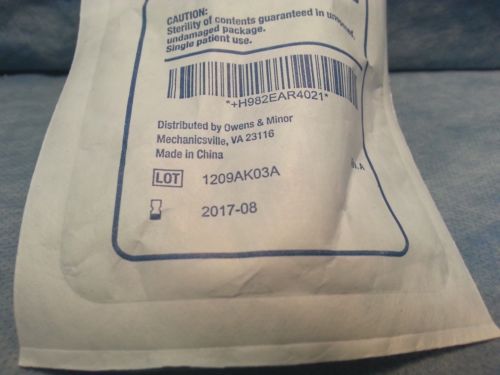 CAUTION:
Sterility of contents guaranteed in unopened,
undamaged package.
Single patient use.
*+H982EAR4021*
Distributed by Owens & Minor
Mechanicsville, VA 23116
Made in China
LOT 1209AK03A
2017-08